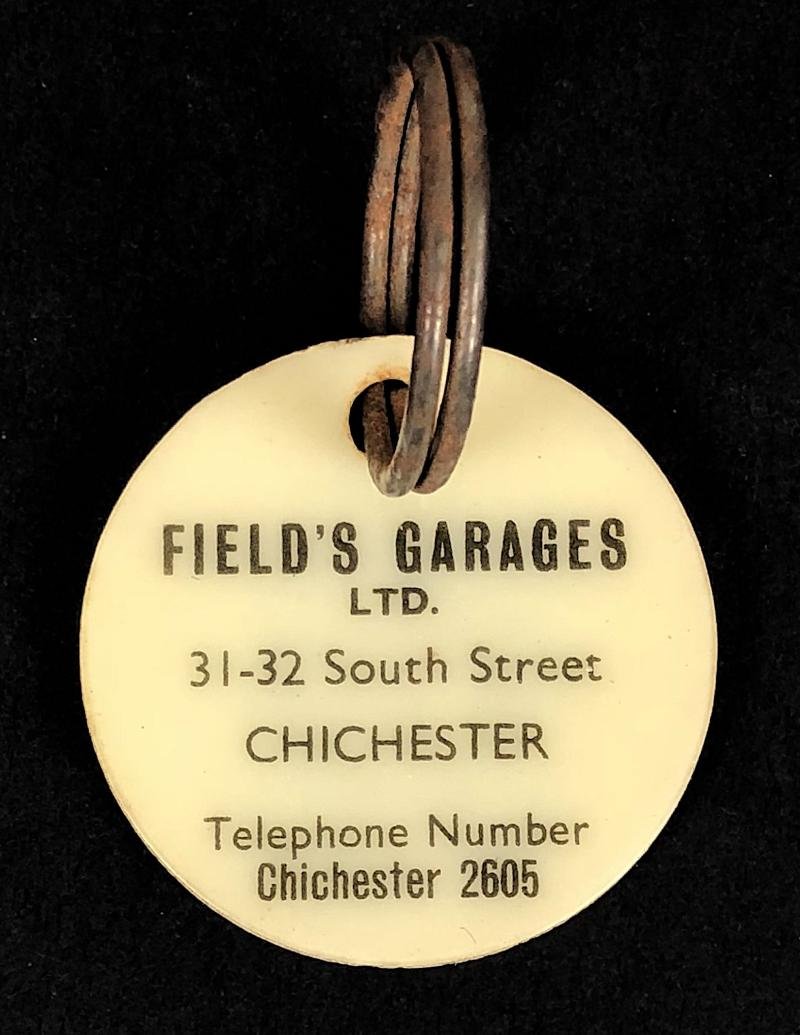 FIELD'S GARAGES
LTD.
31-32 South Street
CHICHESTER
Telephone Number
Chichester 2605